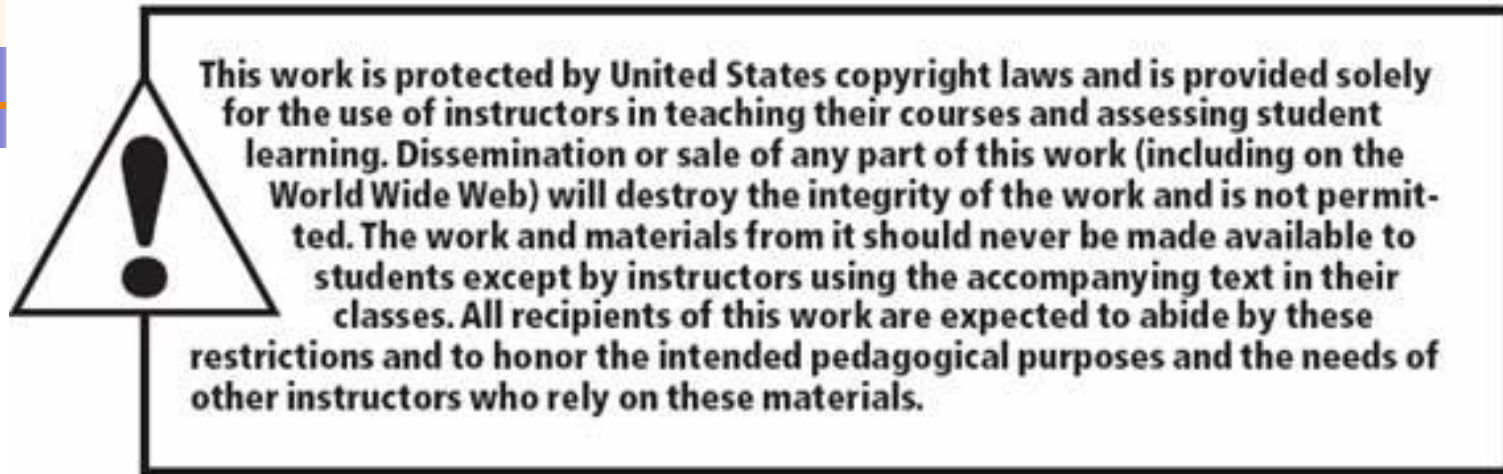 This work is protected by United States copyright laws and is provided solely
for the use of instructors in teaching their courses and assessing student
learning. Dissemination or sale of any part of this work (including on the
World Wide Web) will destroy the integrity of the work and is not permit-
ted. The work and materials from it should never be made available to
students except by instructors using the accompanying text in their
classes. All recipients of this work are expected to abide by these
restrictions and to honor the intended pedagogical purposes and the needs of
other instructors who rely on these materials.